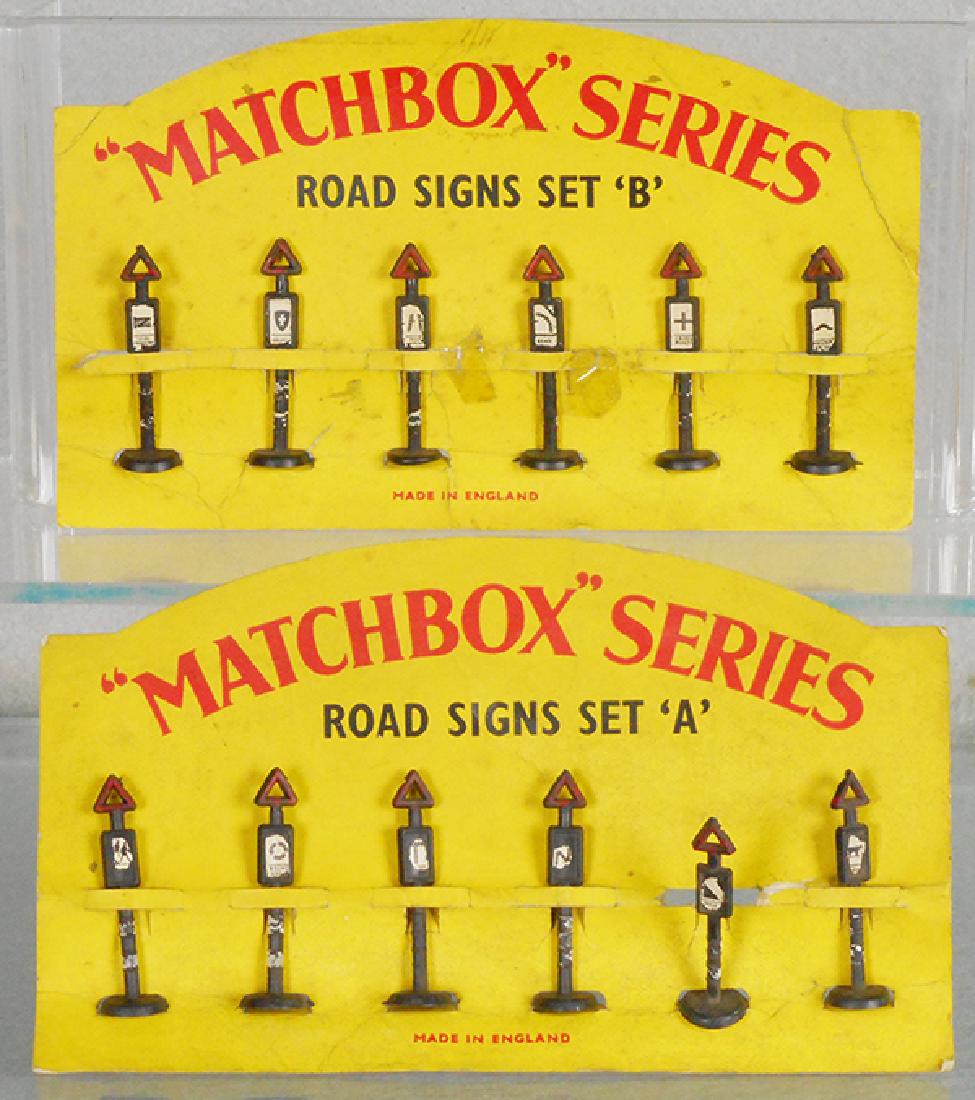 “MATCHBOX” SERIES
ROAD SIGNS SET ‘B’
MADE IN ENGLAND
“MATCHBOX” SERIES
ROAD SIGNS SET ‘A’
MADE IN ENGLAND